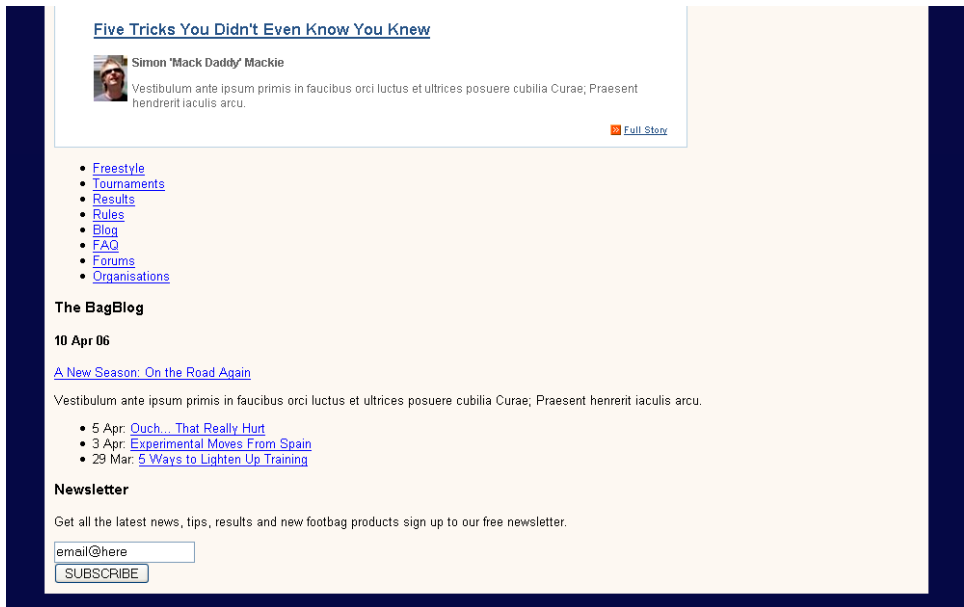 Five Tricks You Didn't Even Know You Knew
Simon 'Mack Daddy' Mackie
Vestibulum ante ipsum primis in faucibus orci luctus et ultrices posuere cubilia Curae; Praesent
hendrerit iaculis arcu.
Full Story
Freestyle
Tournaments
Results
Rules
Blog
FAQ
Forums
Organisations
The BagBlog
10 Apr 06
A New Season: On the Road Again
Vestibulum ante ipsum primis in faucibus orci luctus et ultrices posuere cubilia Curae; Praesent henrerit iaculis arcu.
5 Apr: Ouch... That Really Hurt
3 Apr: Experimental Moves From Spain
29 Mar: 5 Ways to Lighten Up Training
Newsletter
Get all the latest news, tips, results and new footbag products sign up to our free newsletter.
email@here
SUBSCRIBE